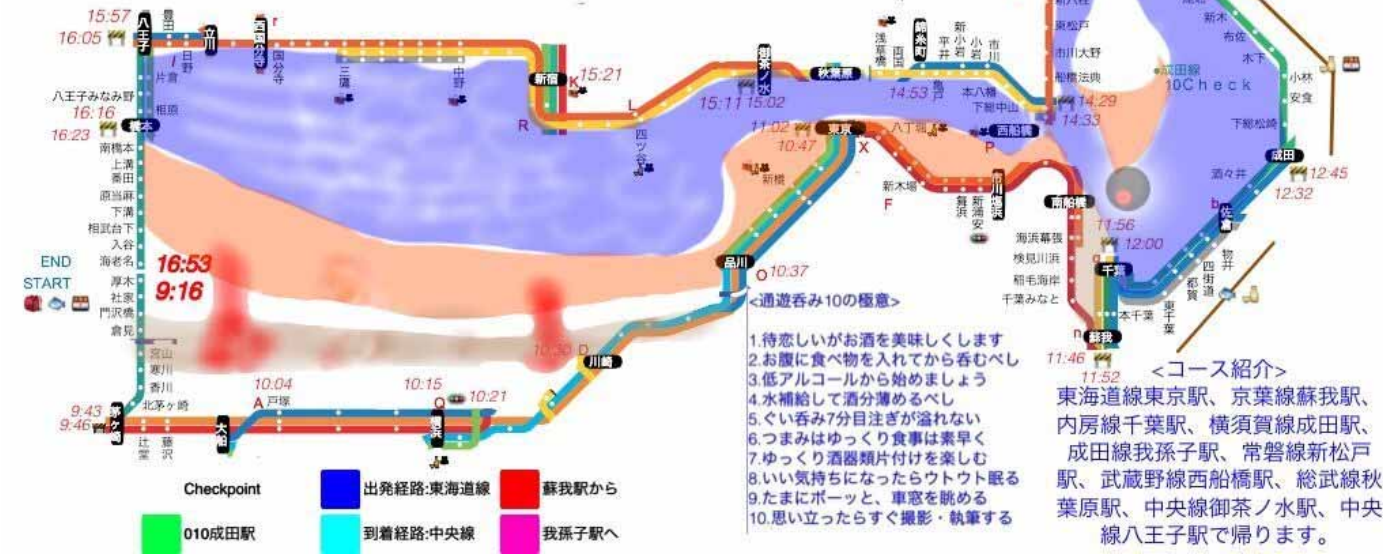 15:57
16:05
八王子
豊田
日野
立川
西国分寺
国分寺
r
三鷹
中野
新宿
K
15:21
R
L
四ツ谷
御茶ノ水
15:11
15:02
秋葉原
浅草橋
両国
錦糸町
亀戸
平井
新小岩
小岩
市川
本八幡
下総中山
14:53
西船橋
P
14:29
14:33
東松戸
市川大野
船橋法典
成田線
10Check
新木
布佐
木下
小林
安食
下総松崎
成田
12:45
12:32
酒々井
b
佐倉
物井
四街道
都賀
東千葉
本千葉
片倉
八王子みなみ野
相原
16:16
16:23
橋本
南橋本
上溝
番田
原当麻
下溝
相武台下
入谷
海老名
END
START
16:53
9:16
厚木
社家
門沢橋
倉見
宮山
寒川
香川
北茅ヶ崎
9:43
9:46
茅ヶ崎
辻堂
藤沢
大船
A
10.04
戸塚
10:15
Q
横浜
10:21
10:30
D
川崎
品川
O
10:37
新橋
11:02
10:47
東京
X
八丁堀
新木場
F
舞浜
新浦安
市川塩浜
南船橋
海浜幕張
検見川浜
稲毛海岸
千葉みなと
11:56
12:00
千葉
n
蘇我
11:46
11:52
<通遊呑み10の極意>
1.待恋しいがお酒を美味しくします
2.お腹に食べ物を入れてから呑むべし
3.低アルコールから始めましょう
4.水補給して酒分薄めるべし
5.ぐい呑み7分目注ぎが溢れない
6.つまみはゆっくり食事は素早く
7.ゆっくり酒器類片付けを楽しむ
8.いい気持ちになったらウトウト眠る
9.たまにボーッと、車窓を眺める
10.思い立ったらすぐ撮影・執筆する
<コース紹介>
東海道線東京駅、京葉線蘇我駅、
内房線千葉駅、横須賀線成田駅、
成田線我孫子駅、常磐線新松戸
駅、武蔵野線西船橋駅、総武線秋
葉原駅、中央線御茶ノ水駅、中央
線八王子駅で帰ります。
Checkpoint
出発経路:東海道線
蘇我駅から
010成田駅
到着経路:中央線
我孫子駅へ